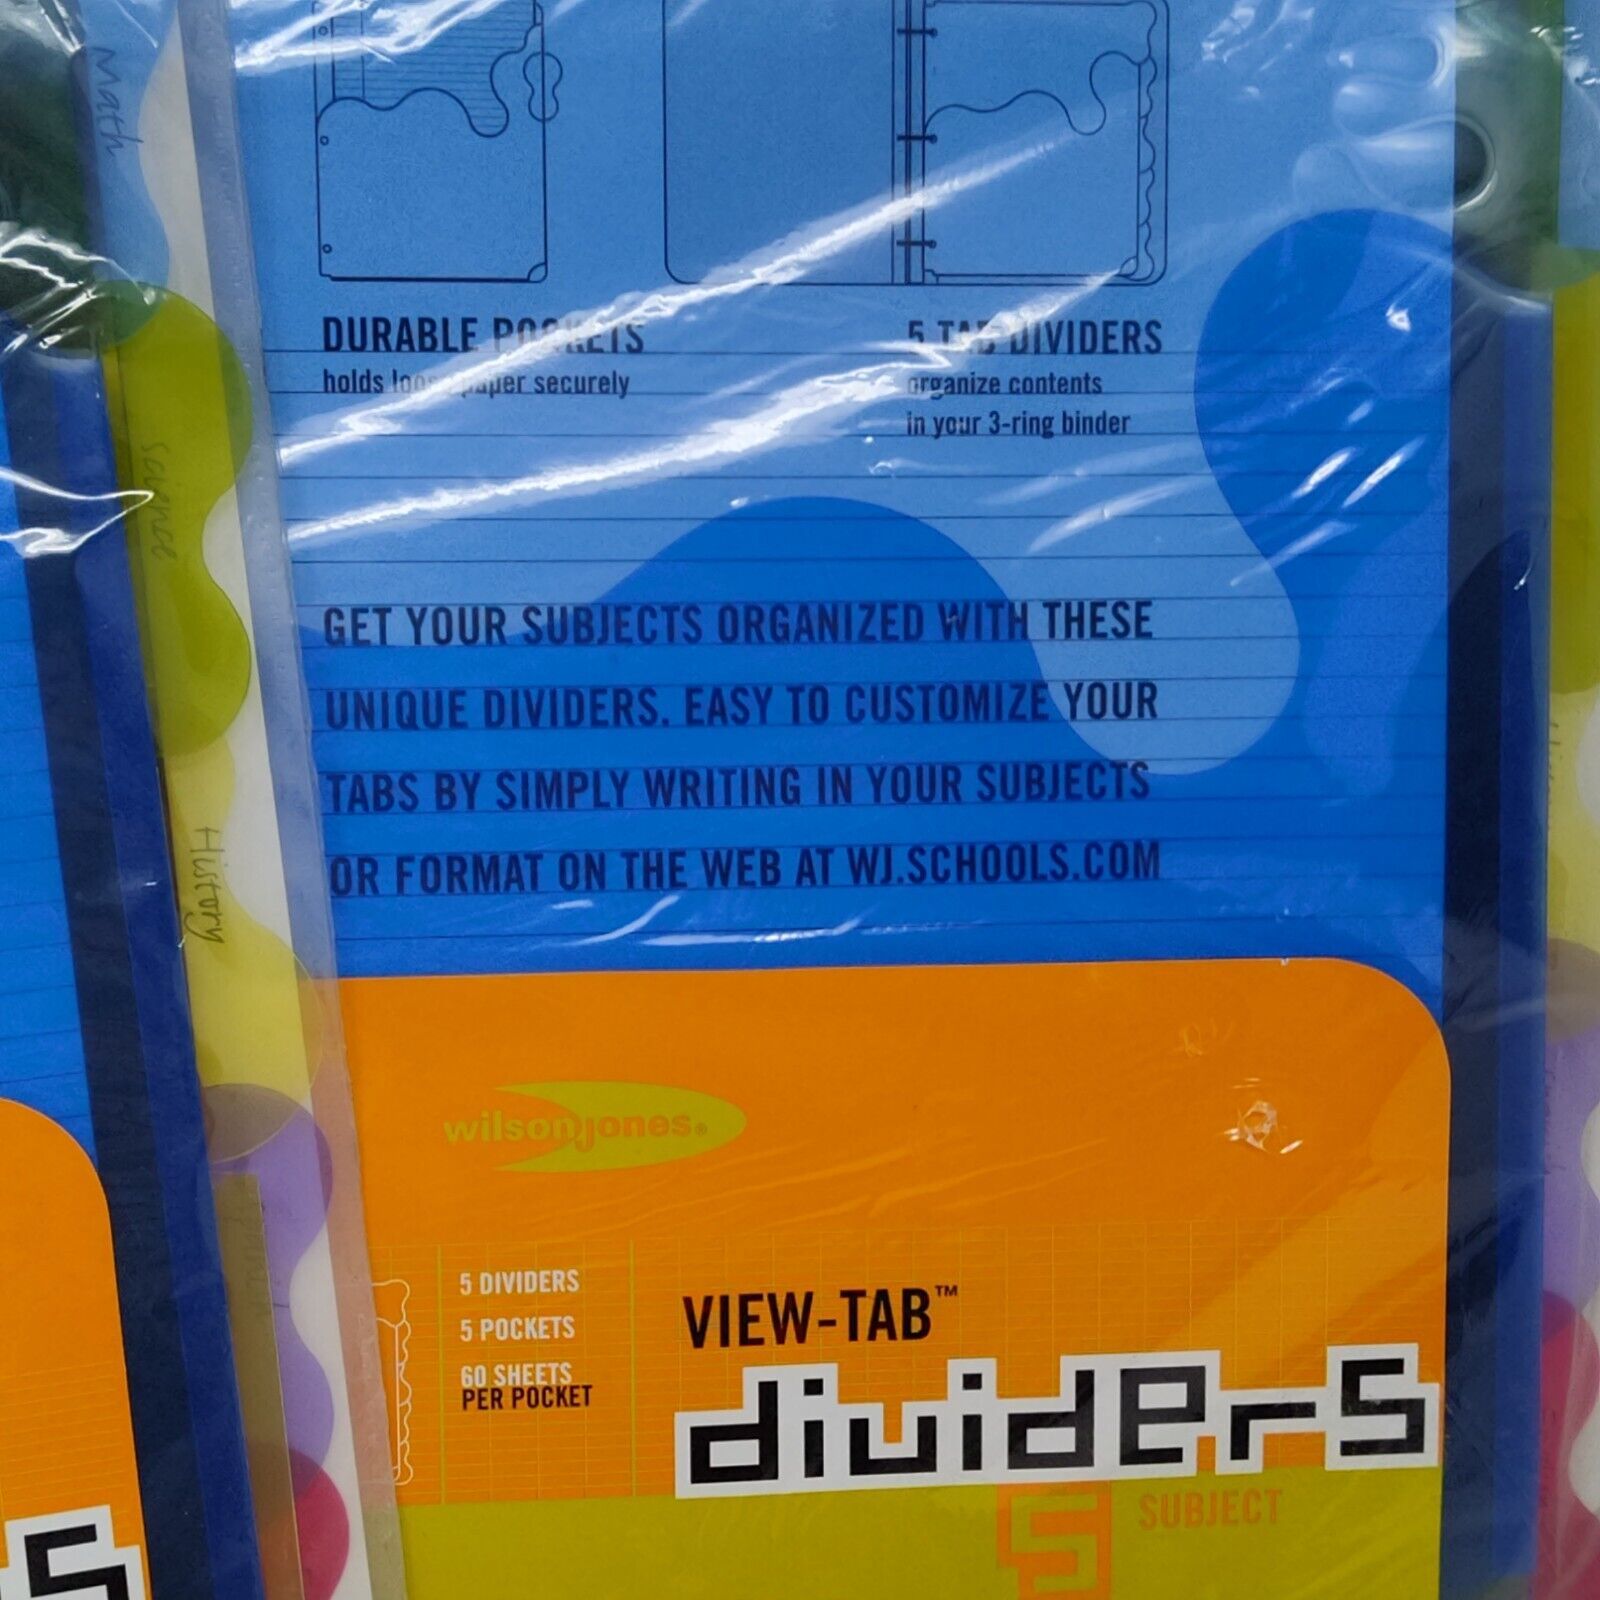 Math
Science
History
DURABLE POCKETS
holds loose paper securely
5 TAB DIVIDERS
organize contents
in your 3-ring binder
GET YOUR SUBJECTS ORGANIZED WITH THESE
UNIQUE DIVIDERS. EASY TO CUSTOMIZE YOUR
TABS BY SIMPLY WRITING IN YOUR SUBJECTS
OR FORMAT ON THE WEB AT WJ.SCHOOLS.COM
wilsonjones®
5 DIVIDERS
5 POCKETS
60 SHEETS
PER POCKET
VIEW-TAB™
dividers
5 SUBJECT
s